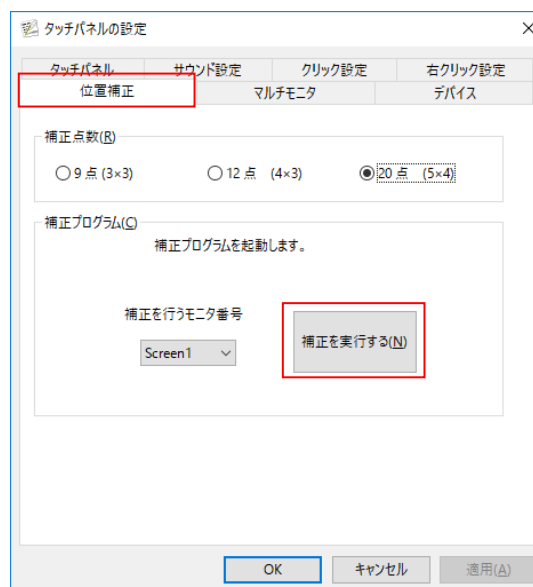 タッチパネルの設定
タッチパネル サウンド設定 クリック設定 右クリック設定
位置補正 マルチモニタ デバイス
補正点数(R)
9 点 (3×3) 12 点 (4×3) 20 点 (5×4)
補正プログラム(C)
補正プログラムを起動します。
補正を行うモニタ番号
補正を実行する(N)
Screen1
OK キャンセル 適用(A)